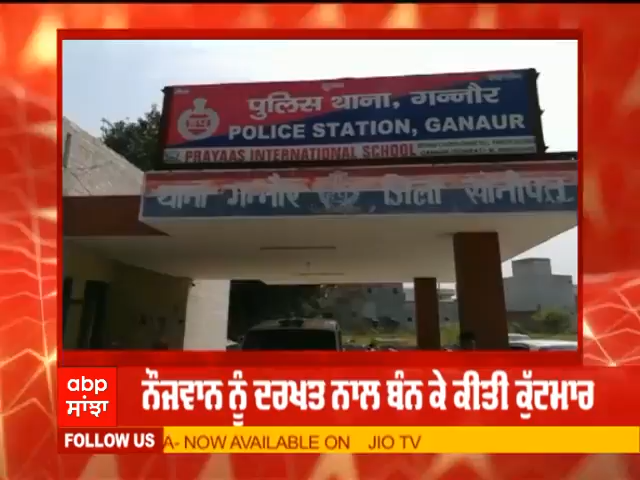 पुलिस थाना, गन्नौर
POLICE STATION, GANAUR
PRAYAAS INTERNATIONAL SCHOOL
थाना गन्नौर जिला सोनीपत
abp ਸਾਂਝਾ
ਨੌਜਵਾਨ ਨੂੰ ਦਰਖਤ ਨਾਲ ਬੰਨ ਕੇ ਕੀਤੀ ਕੁੱਟਮਾਰ
FOLLOW US
A- NOW AVAILABLE ON JIO TV